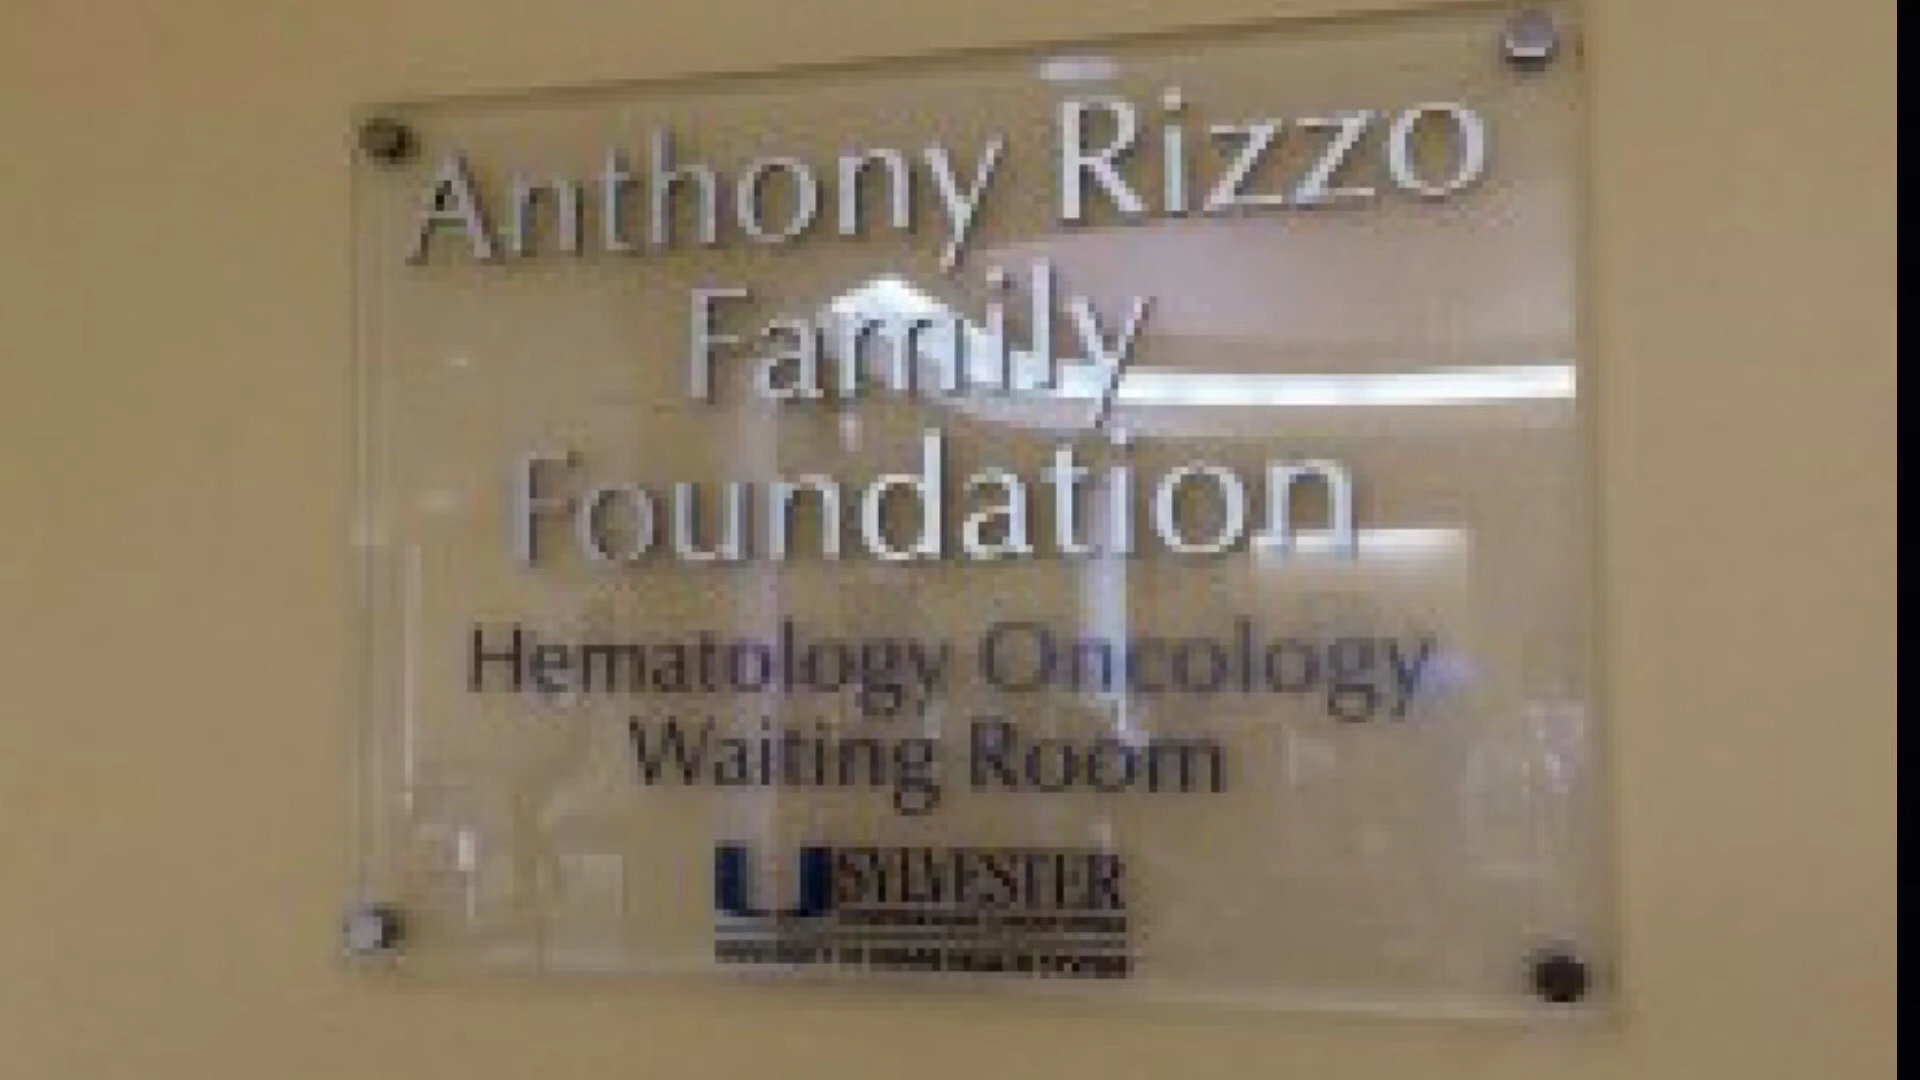 Anthony Rizzo
Family
Foundation
Hematology Oncology
Waiting Room
U SYLVESTER